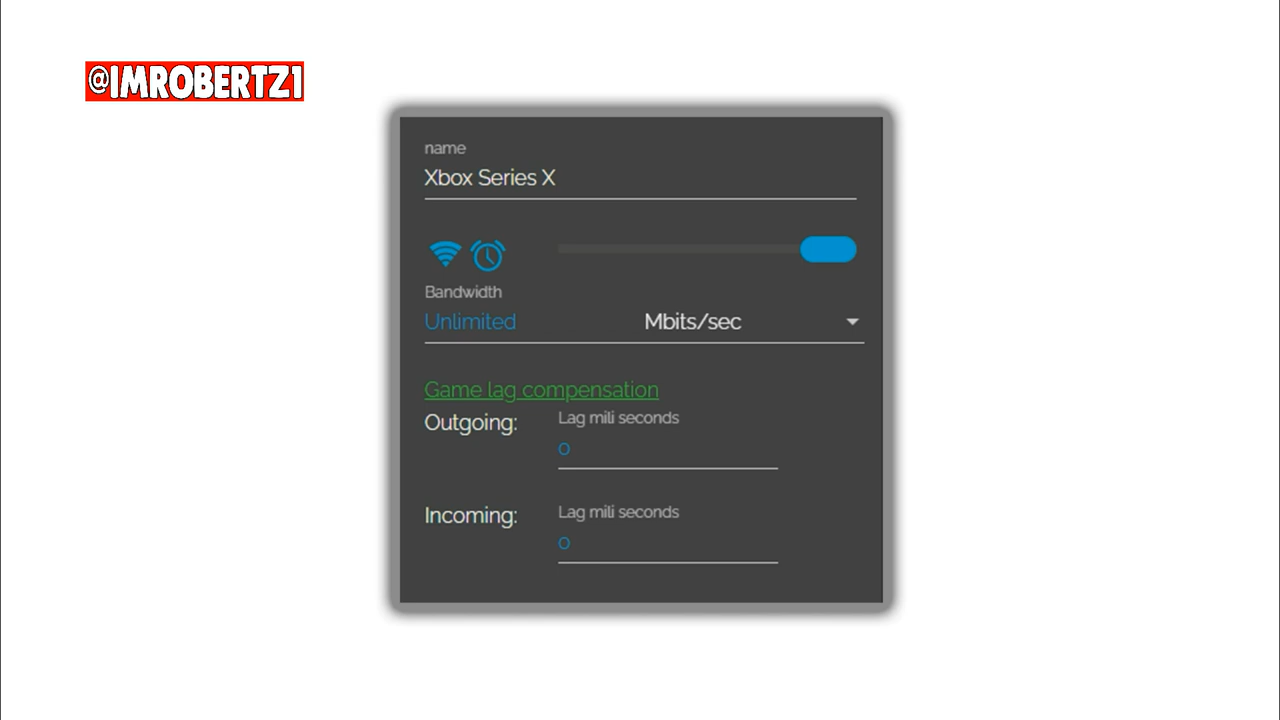 @IMROBERTZ1
name
Xbox Series X
Bandwidth
Unlimited Mbits/sec
Game lag compensation
Outgoing: Lag mili seconds
0
Incoming: Lag mili seconds
0